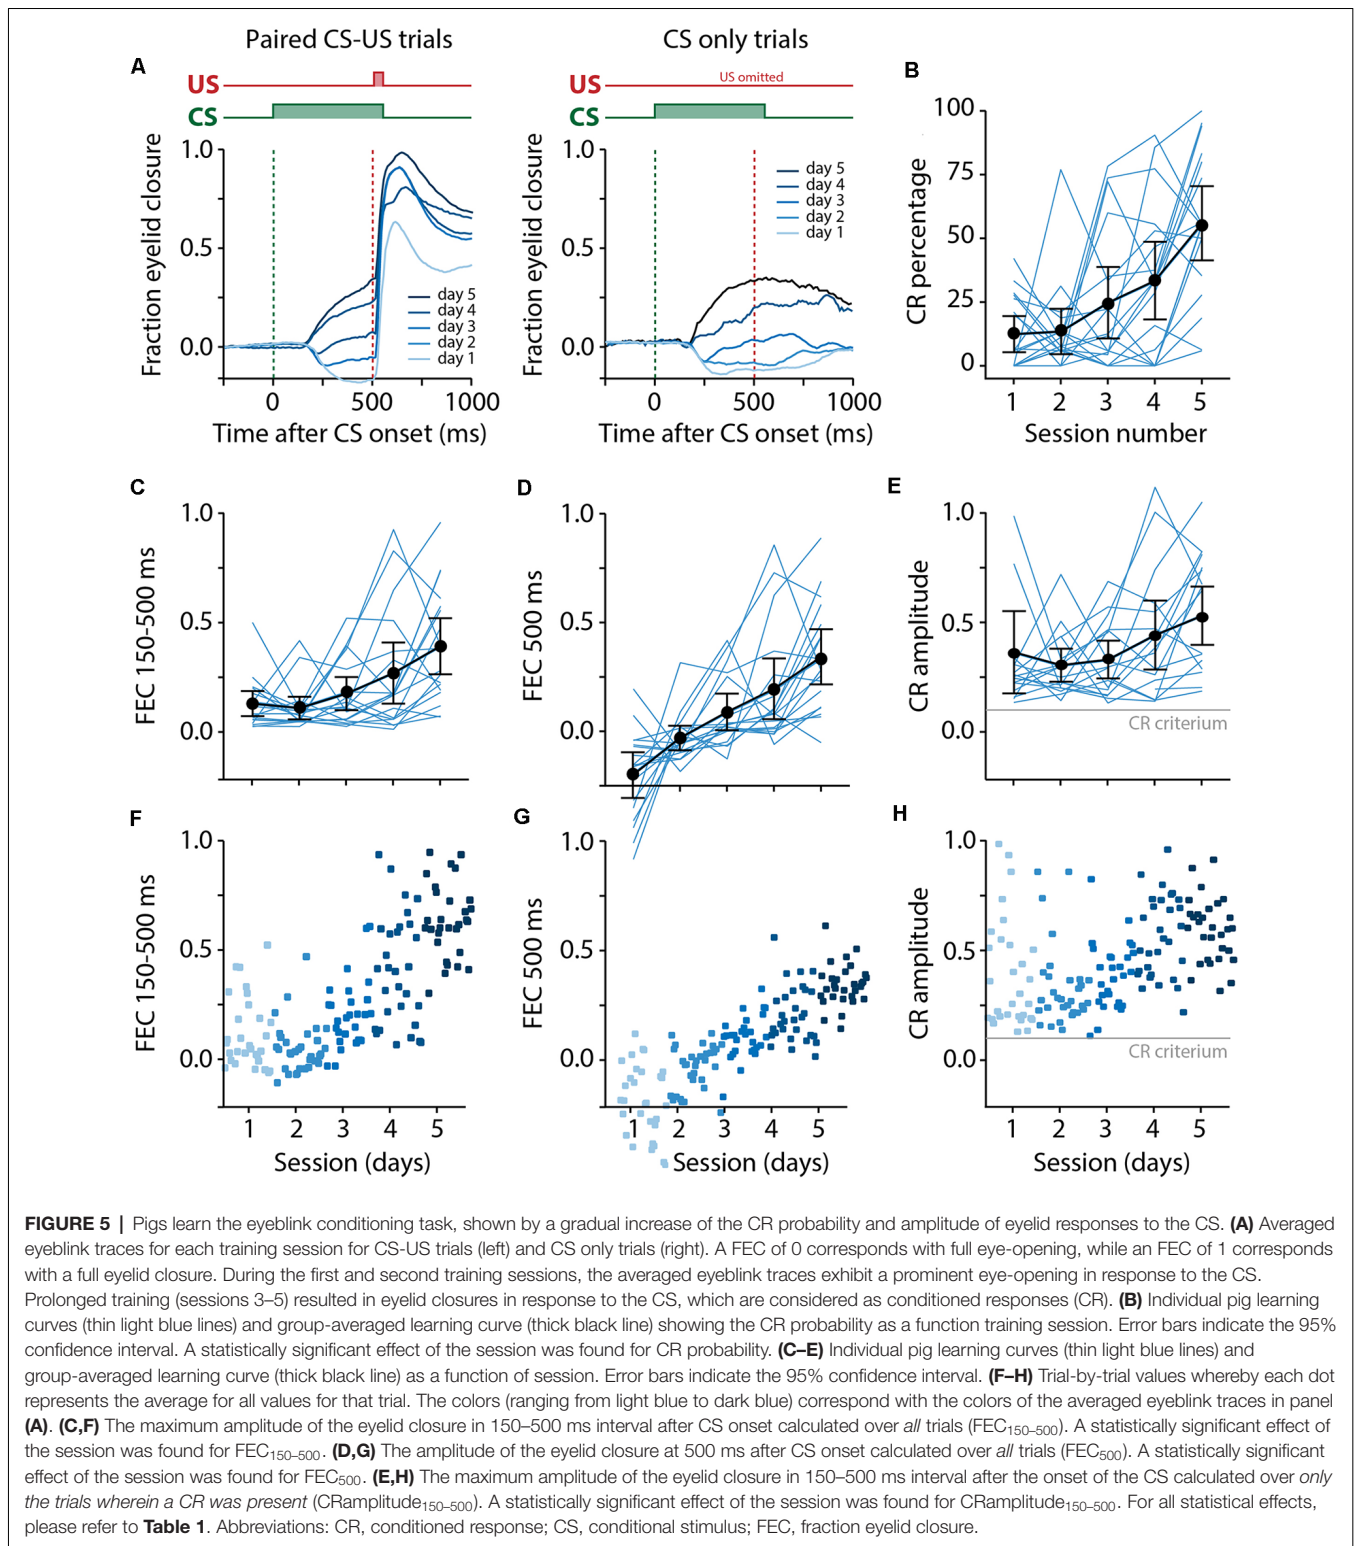 Paired CS-US trials
CS only trials
A
US
CS
US
US omitted
CS
Fraction eyelid closure
1.0
0.5
0.0
day 5
day 4
day 3
day 2
day 1
0
500
1000
Time after CS onset (ms)
Fraction eyelid closure
1.0
0.5
0.0
day 5
day 4
day 3
day 2
day 1
0
500
1000
Time after CS onset (ms)
B
CR percentage
100
75
50
25
0
1
2
3
4
5
Session number
C
FEC 150-500 ms
1.0
0.5
0.0
D
FEC 500 ms
1.0
0.5
0.0
E
CR amplitude
1.0
0.5
0.0
CR criterium
F
FEC 150-500 ms
1.0
0.5
0.0
1
2
3
4
5
Session (days)
G
FEC 500 ms
1.0
0.5
0.0
1
2
3
4
5
Session (days)
H
CR amplitude
1.0
0.5
0.0
CR criterium
1
2
3
4
5
Session (days)
FIGURE 5 | Pigs learn the eyeblink conditioning task, shown by a gradual increase of the CR probability and amplitude of eyelid responses to the CS. (A) Averaged
eyeblink traces for each training session for CS-US trials (left) and CS only trials (right). A FEC of 0 corresponds with full eye-opening, while an FEC of 1 corresponds
with a full eyelid closure. During the first and second training sessions, the averaged eyeblink traces exhibit a prominent eye-opening in response to the CS.
Prolonged training (sessions 3–5) resulted in eyelid closures in response to the CS, which are considered as conditioned responses (CR). (B) Individual pig learning
curves (thin light blue lines) and group-averaged learning curve (thick black line) showing the CR probability as a function training session. Error bars indicate the 95%
confidence interval. A statistically significant effect of the session was found for CR probability. (C–E) Individual pig learning curves (thin light blue lines) and
group-averaged learning curve (thick black line) as a function of session. Error bars indicate the 95% confidence interval. (F–H) Trial-by-trial values whereby each dot
represents the average for all values for that trial. The colors (ranging from light blue to dark blue) correspond with the colors of the averaged eyeblink traces in panel
(A). (C,F) The maximum amplitude of the eyelid closure in 150–500 ms interval after CS onset calculated over all trials (FEC150–500). A statistically significant effect of
the session was found for FEC150–500. (D,G) The amplitude of the eyelid closure at 500 ms after CS onset calculated over all trials (FEC500). A statistically significant
effect of the session was found for FEC500. (E,H) The maximum amplitude of the eyelid closure in 150–500 ms interval after the onset of the CS calculated over only
the trials wherein a CR was present (CRamplitude150–500). A statistically significant effect of the session was found for CRamplitude150–500. For all statistical effects,
please refer to Table 1. Abbreviations: CR, conditioned response; CS, conditional stimulus; FEC, fraction eyelid closure.